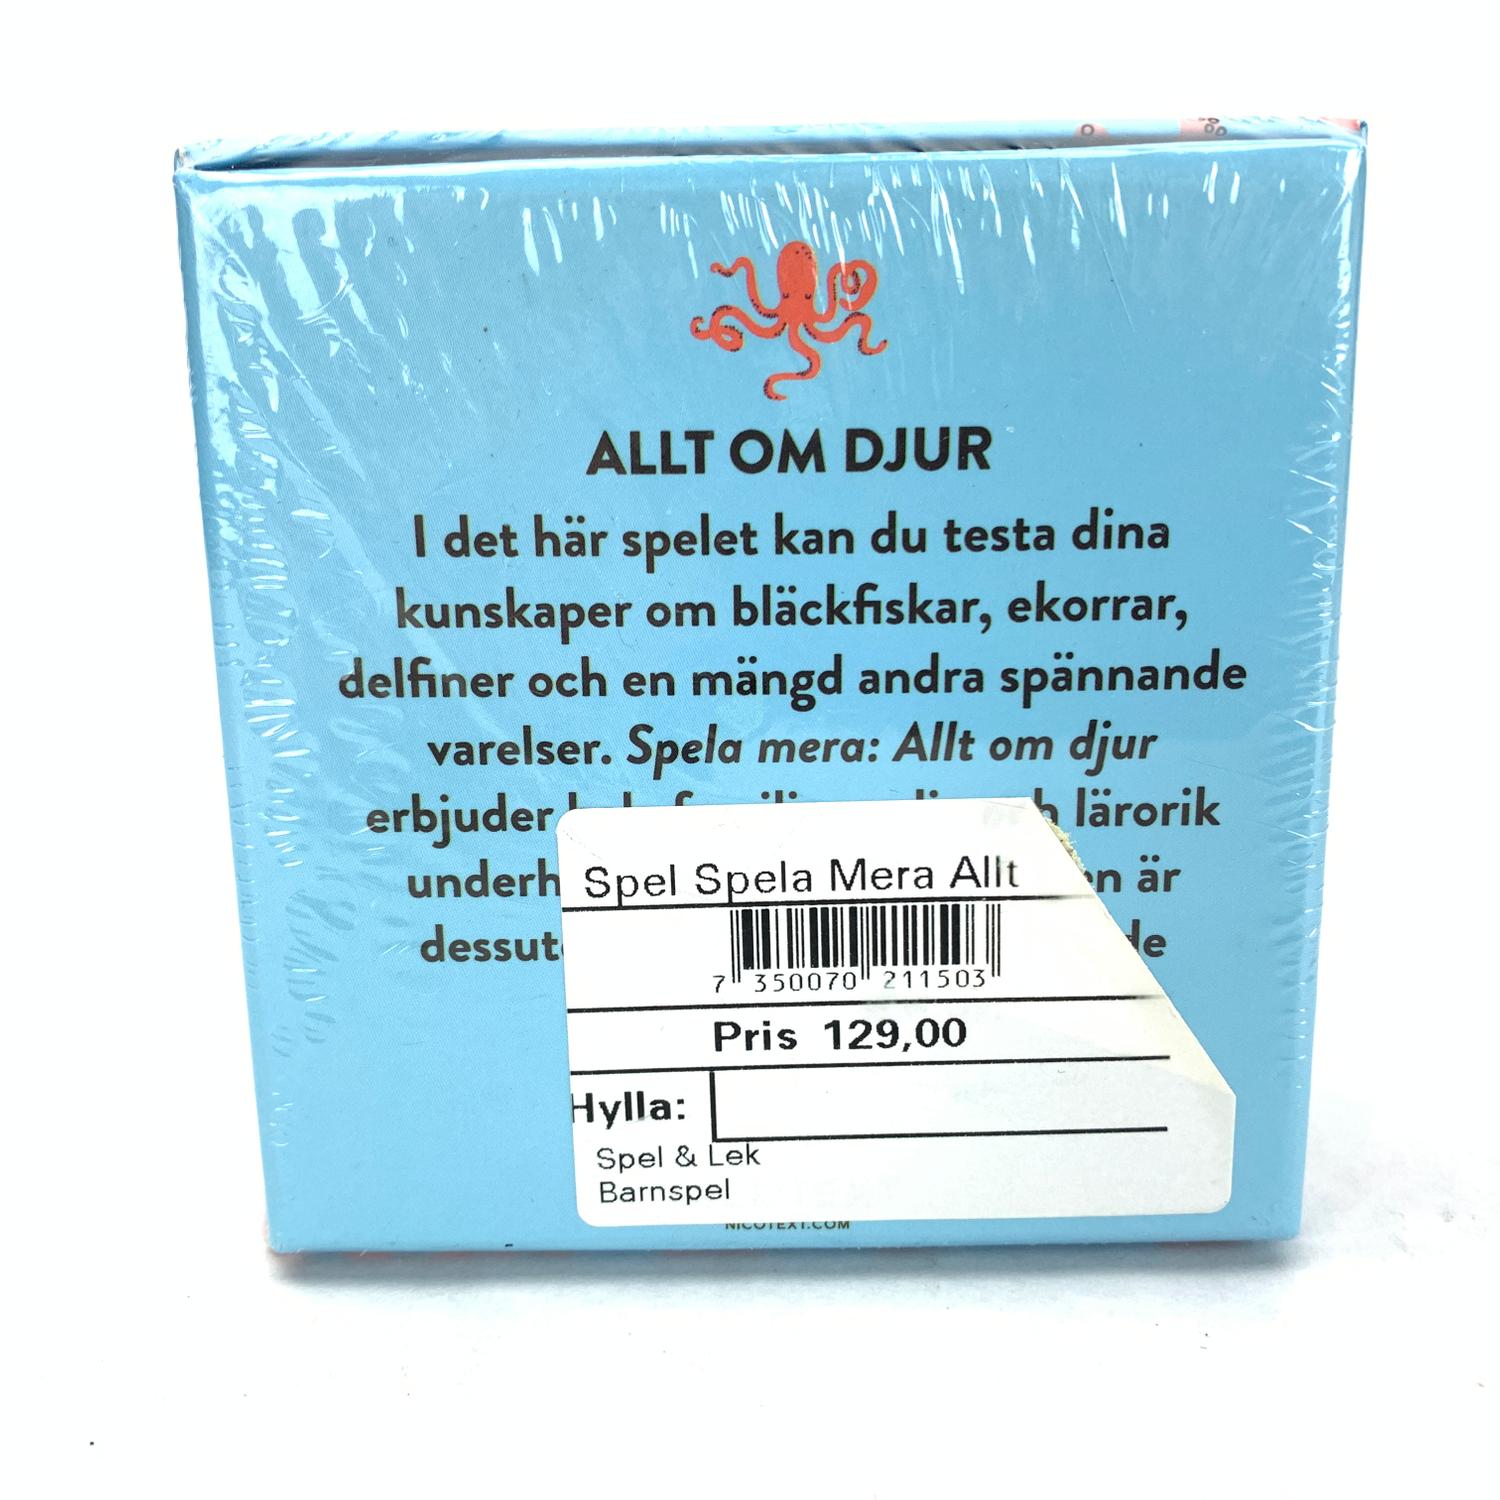 ALLT OM DJUR
I det här spelet kan du testa dina
kunskaper om bläckfiskar, ekorrar,
delfiner och en mängd andra spännande
varelser. Spela mera: Allt om djur
erbjuder lärorik
är
Spel Spela Mera Allt
7 350070 211503
Pris 129,00
Hylla:
Spel & Lek
Barnspel
NICOTEXT.COM